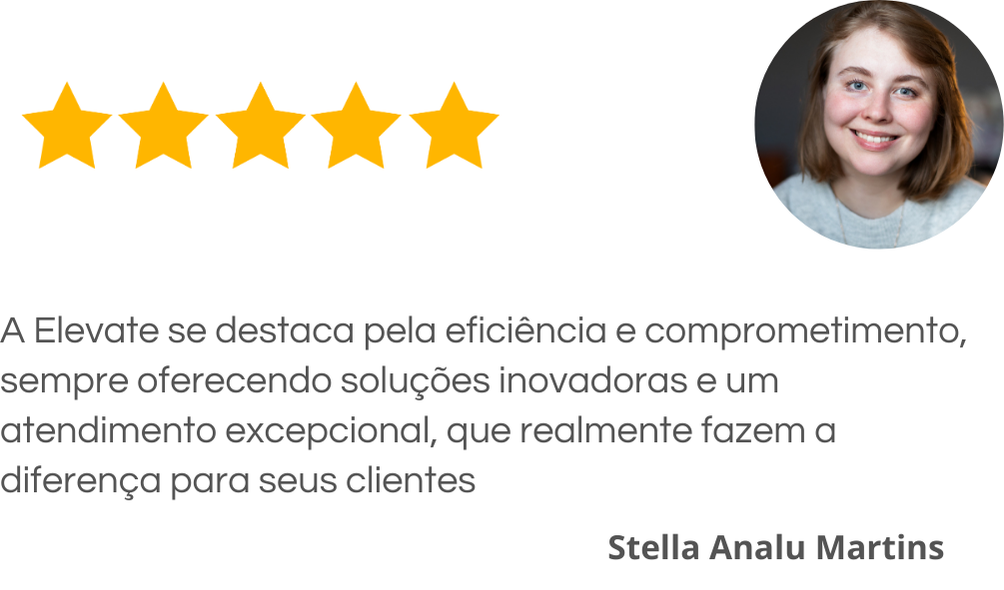 A Elevate se destaca pela eficiência e comprometimento,
sempre oferecendo soluções inovadoras e um
atendimento excepcional, que realmente fazem a
diferença para seus clientes
Stella Analu Martins